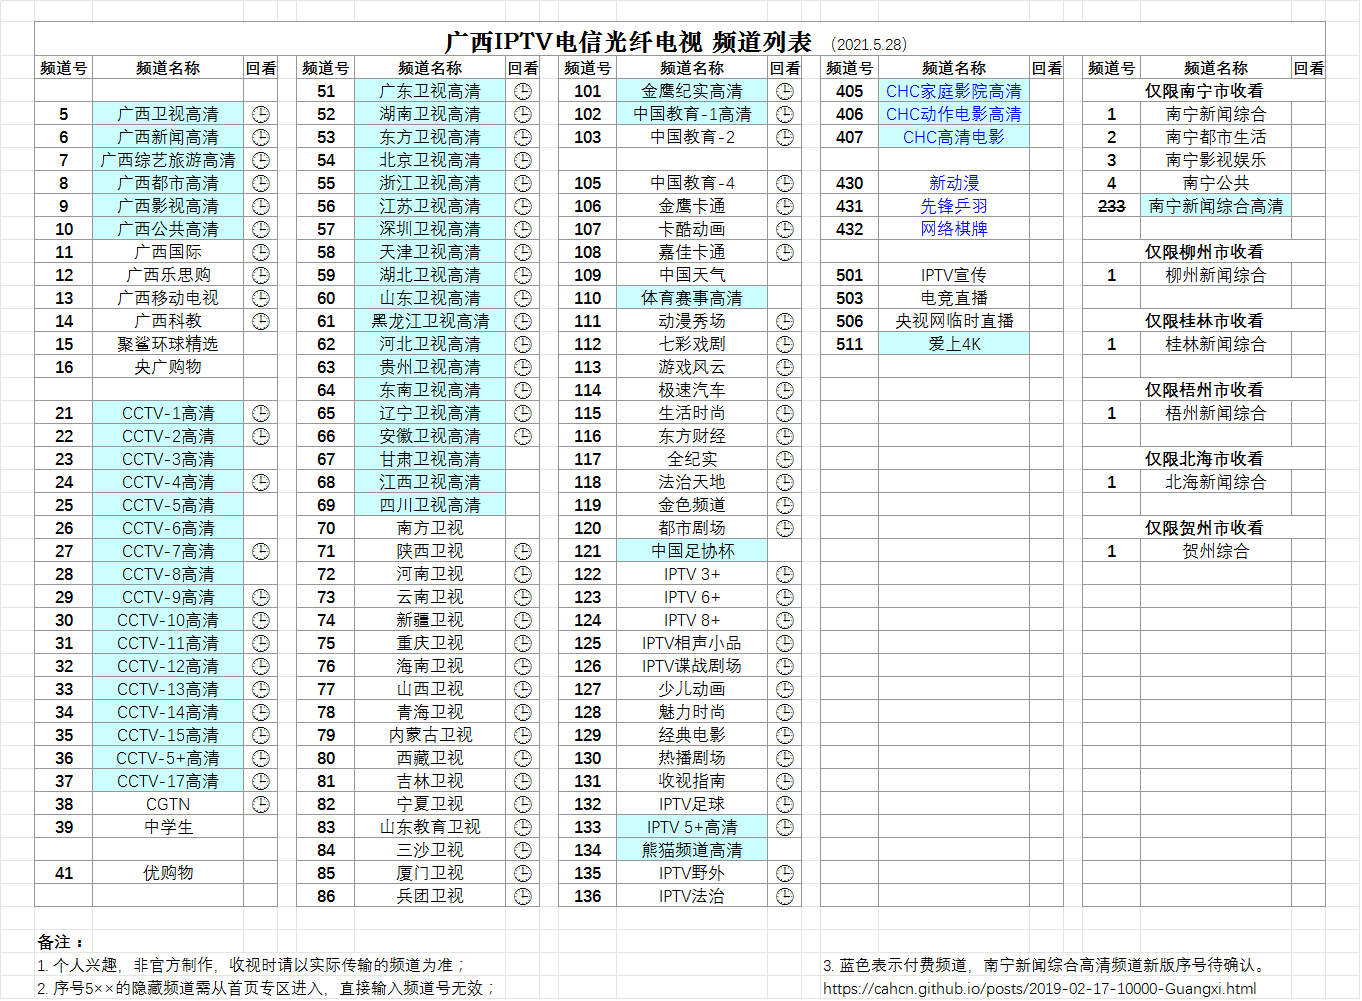 广西IPTV电信光纤电视 频道列表 （2021.5.28）
频道号 频道名称 回看 频道号 频道名称 回看 频道号 频道名称 回看 频道号 频道名称 回看 频道号 频道名称 回看
51 广东卫视高清 101 金鹰纪实高清 405 CHC家庭影院高清 仅限南宁市收看
5 广西卫视高清 52 湖南卫视高清 102 中国教育-1高清 406 CHC动作电影高清 1 南宁新闻综合
6 广西新闻高清 53 东方卫视高清 103 中国教育-2 407 CHC高清电影 2 南宁都市生活
7 广西综艺旅游高清 54 北京卫视高清 3 南宁影视娱乐
8 广西都市高清 55 浙江卫视高清 105 中国教育-4 430 新动漫 4 南宁公共
9 广西影视高清 56 江苏卫视高清 106 金鹰卡通 431 先锋乒羽 233 南宁新闻综合高清
10 广西公共高清 57 深圳卫视高清 107 卡酷动画 432 网络棋牌
11 广西国际 58 天津卫视高清 108 嘉佳卡通 仅限柳州市收看
12 广西乐思购 59 湖北卫视高清 109 中国天气 501 IPTV宣传 1 柳州新闻综合
13 广西移动电视 60 山东卫视高清 110 体育赛事高清 503 电竞直播
14 广西科教 61 黑龙江卫视高清 111 动漫秀场 506 央视网临时直播 仅限桂林市收看
15 聚鲨环球精选 62 河北卫视高清 112 七彩戏剧 511 爱上4K 1 桂林新闻综合
16 央广购物 63 贵州卫视高清 113 游戏风云
64 东南卫视高清 114 极速汽车 仅限梧州市收看
21 CCTV-1高清 65 辽宁卫视高清 115 生活时尚 1 梧州新闻综合
22 CCTV-2高清 66 安徽卫视高清 116 东方财经
23 CCTV-3高清 67 甘肃卫视高清 117 全纪实 仅限北海市收看
24 CCTV-4高清 68 江西卫视高清 118 法治天地 1 北海新闻综合
25 CCTV-5高清 69 四川卫视高清 119 金色频道
26 CCTV-6高清 70 南方卫视 120 都市剧场 仅限贺州市收看
27 CCTV-7高清 71 陕西卫视 121 中国足协杯 1 贺州综合
28 CCTV-8高清 72 河南卫视 122 IPTV 3+
29 CCTV-9高清 73 云南卫视 123 IPTV 6+
30 CCTV-10高清 74 新疆卫视 124 IPTV 8+
31 CCTV-11高清 75 重庆卫视 125 IPTV相声小品
32 CCTV-12高清 76 海南卫视 126 IPTV谍战剧场
33 CCTV-13高清 77 山西卫视 127 少儿动画
34 CCTV-14高清 78 青海卫视 128 魅力时尚
35 CCTV-15高清 79 内蒙古卫视 129 经典电影
36 CCTV-5+高清 80 西藏卫视 130 热播剧场
37 CCTV-17高清 81 吉林卫视 131 收视指南
38 CGTN 82 宁夏卫视 132 IPTV足球
39 中学生 83 山东教育卫视 133 IPTV 5+高清
84 三沙卫视 134 熊猫频道高清
41 优购物 85 厦门卫视 135 IPTV野外
86 兵团卫视 136 IPTV法治
备注：
1. 个人兴趣，非官方制作，收视时请以实际传输的频道为准； 3. 蓝色表示付费频道，南宁新闻综合高清频道新版序号待确认。
2. 序号5××的隐藏频道需从首页专区进入，直接输入频道号无效； https://cahcn.github.io/posts/2019-02-17-10000-Guangxi.html